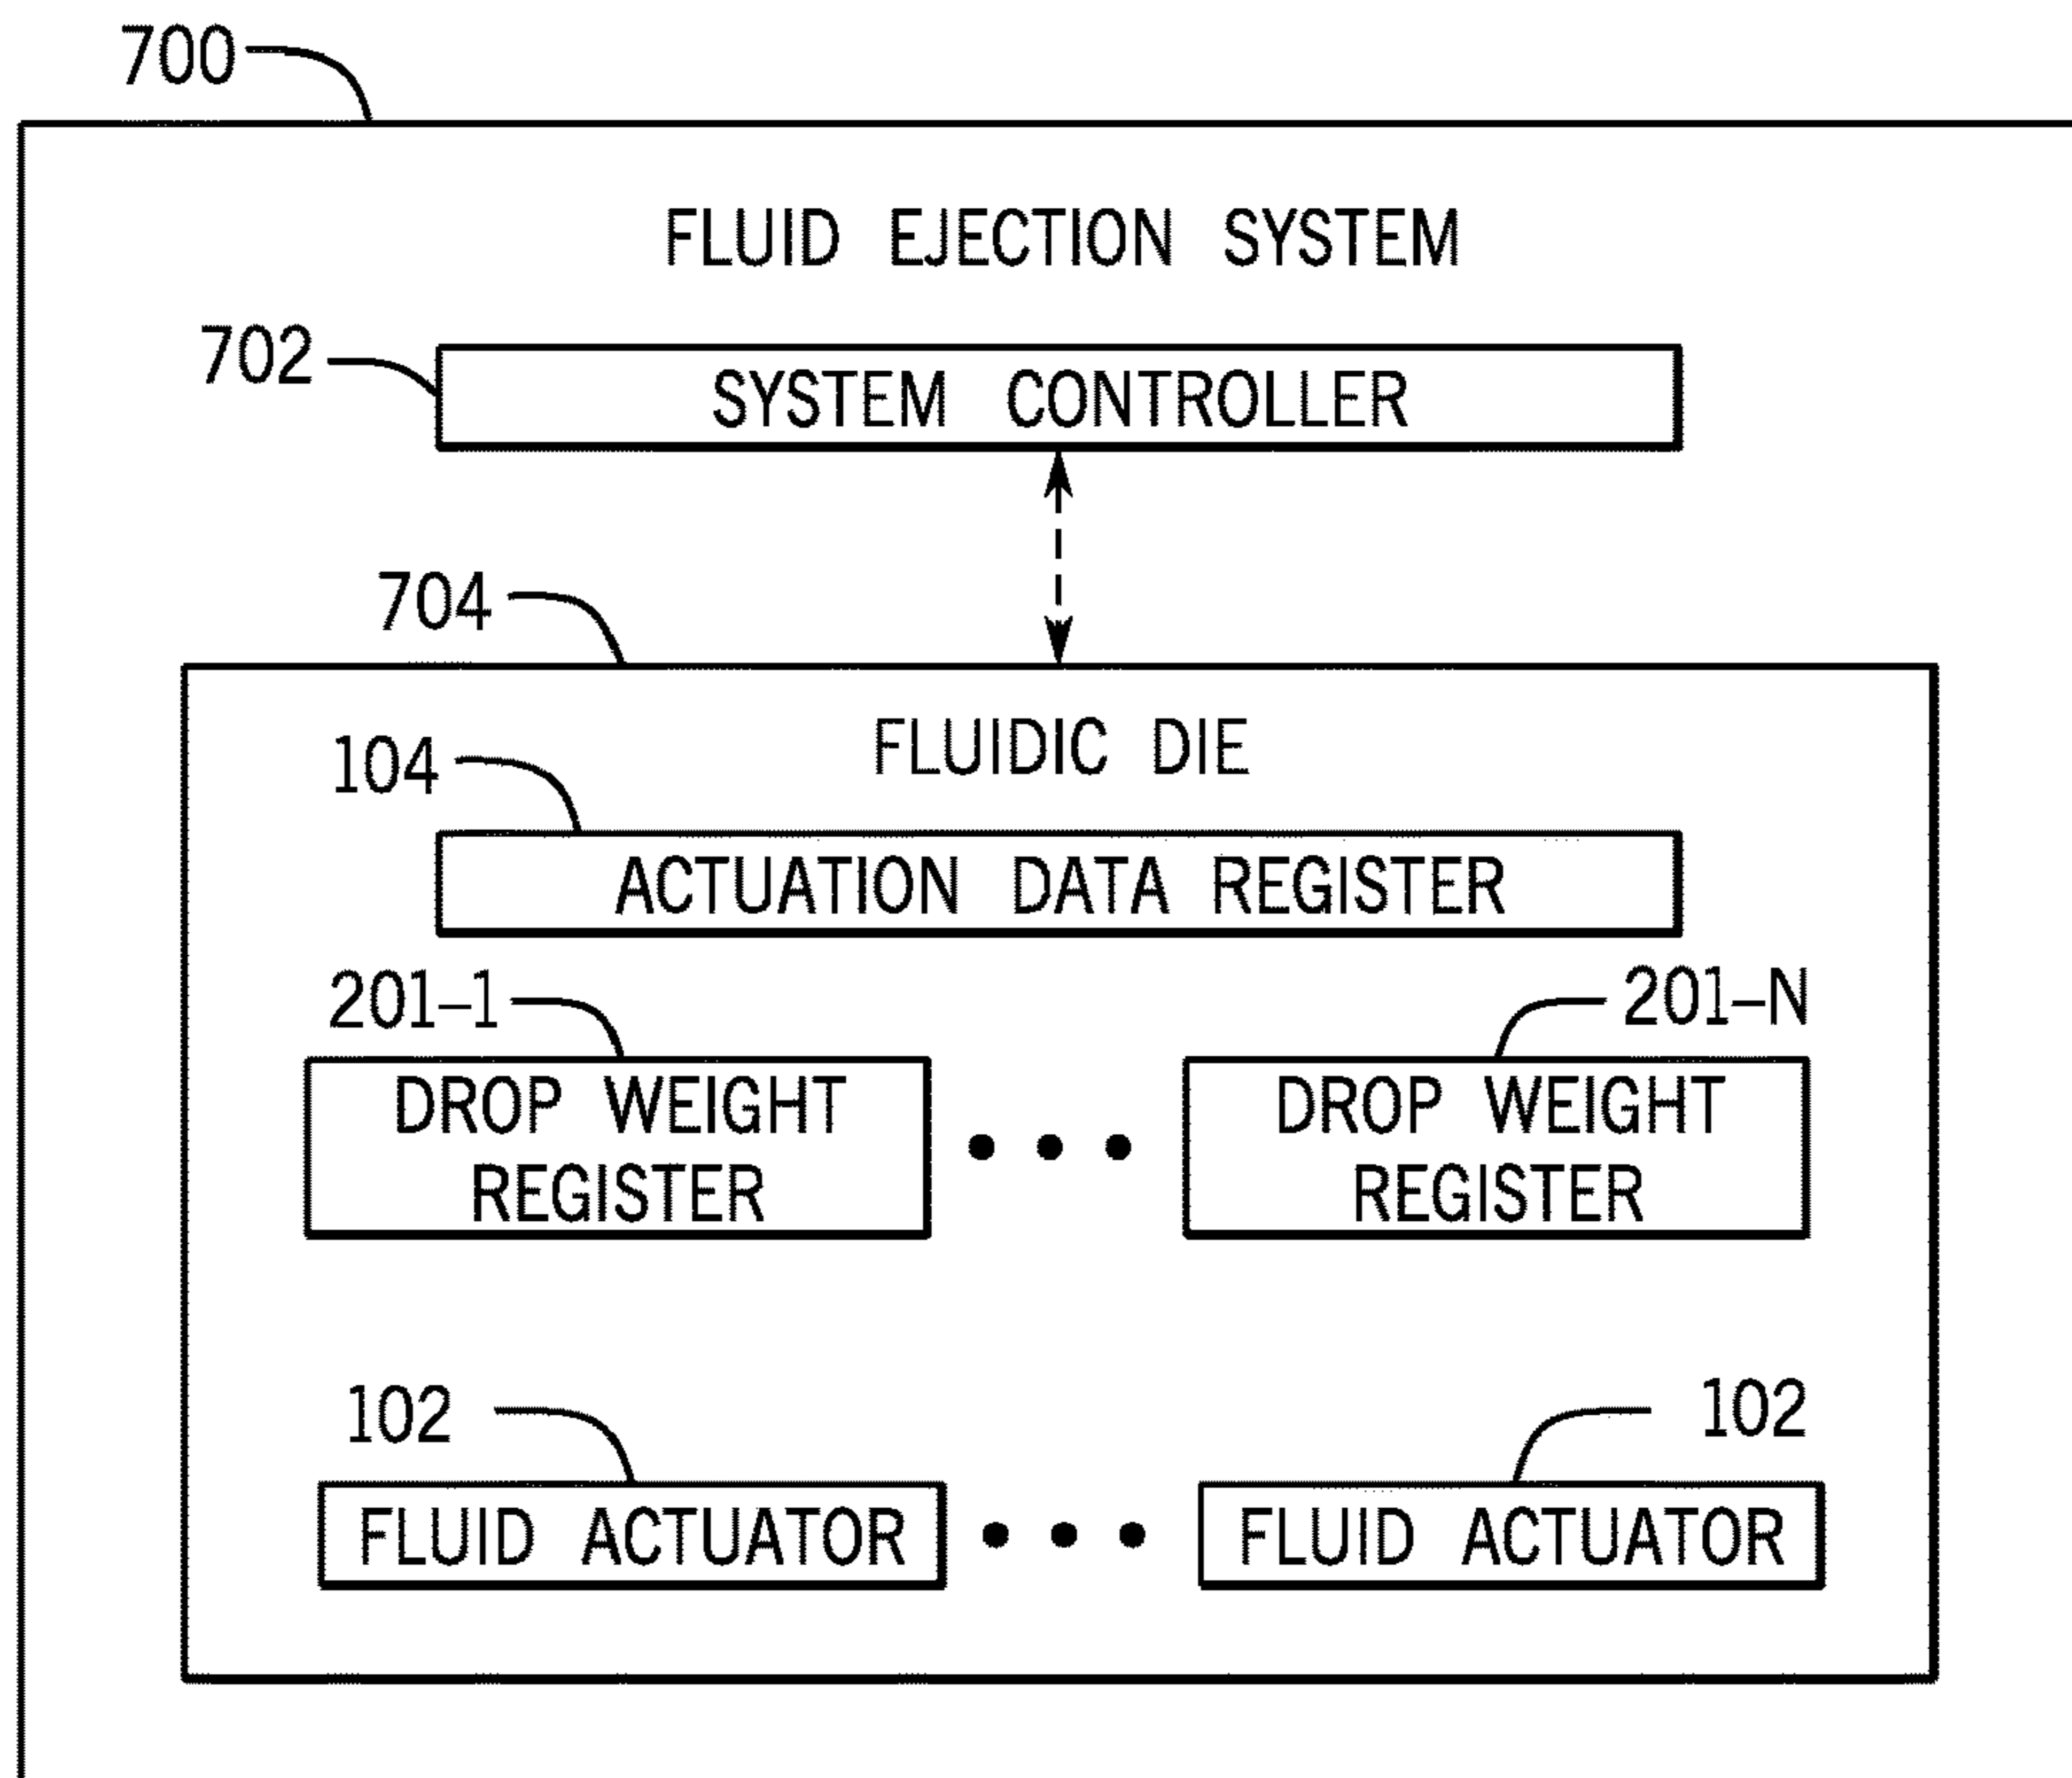 700
FLUID EJECTION SYSTEM
702
SYSTEM CONTROLLER
704
FLUIDIC DIE
104
ACTUATION DATA REGISTER
201–1
201–N
DROP WEIGHT
REGISTER
DROP WEIGHT
REGISTER
102
102
FLUID ACTUATOR
FLUID ACTUATOR